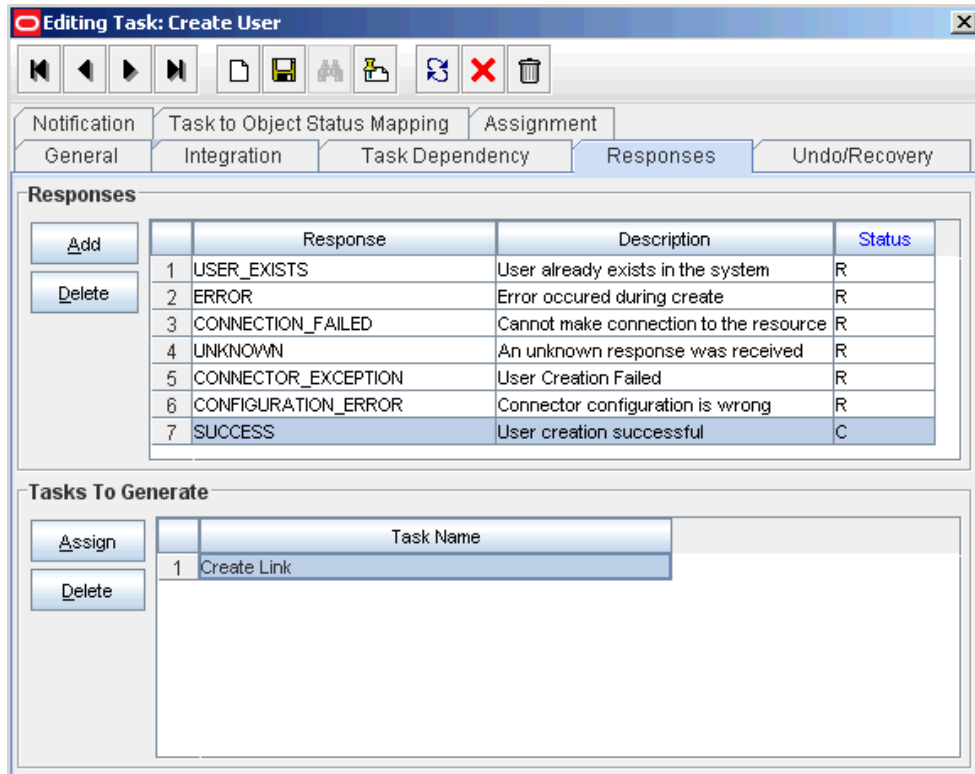 Editing Task: Create User
Notification Task to Object Status Mapping Assignment
General Integration Task Dependency Responses Undo/Recovery
Responses
Add
Delete
Response Description Status
1 USER_EXISTS User already exists in the system R
2 ERROR Error occured during create R
3 CONNECTION_FAILED Cannot make connection to the resource R
4 UNKNOWN An unknown response was received R
5 CONNECTOR_EXCEPTION User Creation Failed R
6 CONFIGURATION_ERROR Connector configuration is wrong R
7 SUCCESS User creation successful C
Tasks To Generate
Assign
Delete
Task Name
1 Create Link